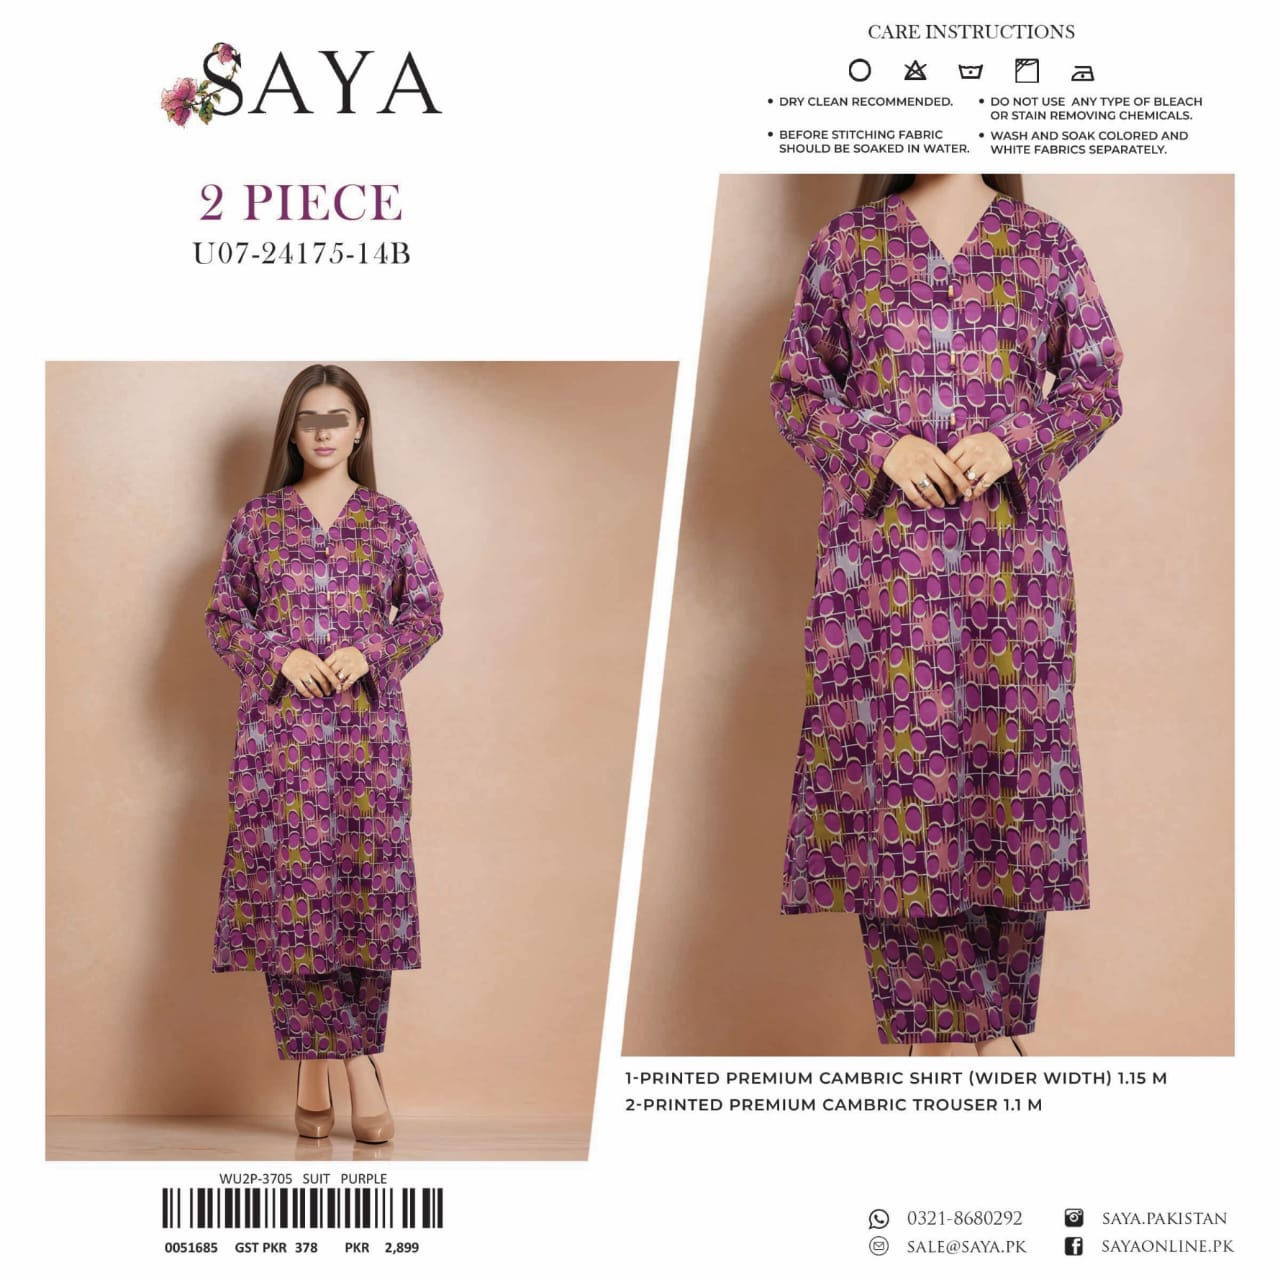 SAYA
2 PIECE
U07-24175-14B
CARE INSTRUCTIONS
• DRY CLEAN RECOMMENDED.
• BEFORE STITCHING FABRIC
SHOULD BE SOAKED IN WATER.
• DO NOT USE ANY TYPE OF BLEACH
OR STAIN REMOVING CHEMICALS.
• WASH AND SOAK COLORED AND
WHITE FABRICS SEPARATELY.
1-PRINTED PREMIUM CAMBRIC SHIRT (WIDER WIDTH) 1.15 M
2-PRINTED PREMIUM CAMBRIC TROUSER 1.1 M
WU2P-3705 SUIT PURPLE
0051685 GST PKR 378 PKR 2,899
0321-8680292
SALE@SAYA.PK
SAYA.PAKISTAN
SAYAONLINE.PK